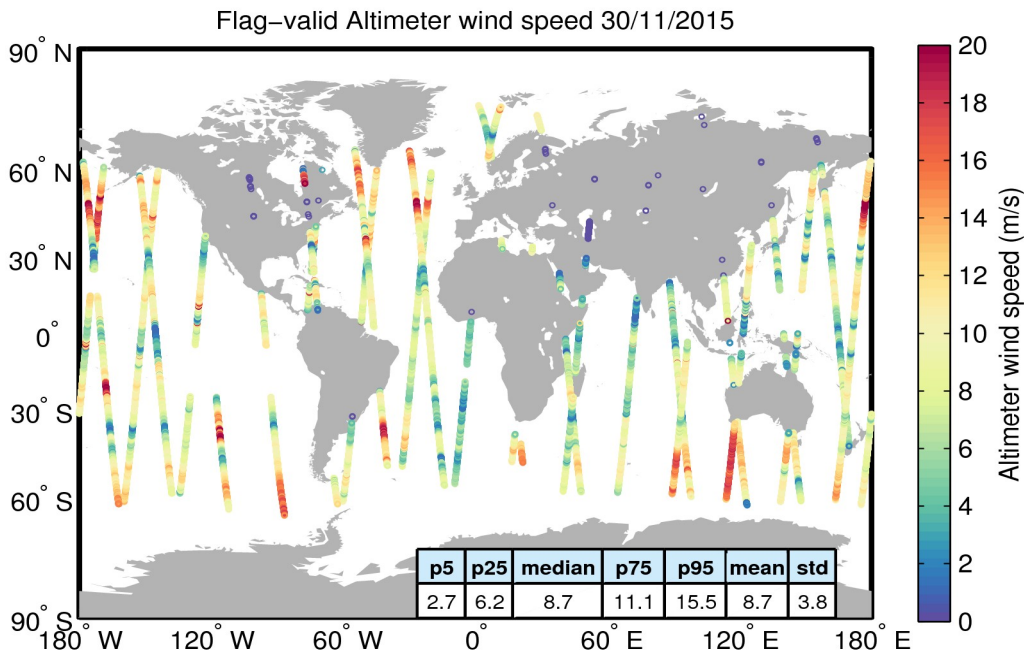 Flag−valid Altimeter wind speed 30/11/2015
90° N
60° N
30° N
0°
30° S
60° S
90° S
180° W
120° W
60° W
0°
60° E
120° E
180° E
p5 p25 median p75 p95 mean std
2.7 6.2 8.7 11.1 15.5 8.7 3.8
20
18
16
14
12
10
8
6
4
2
0
Altimeter wind speed (m/s)